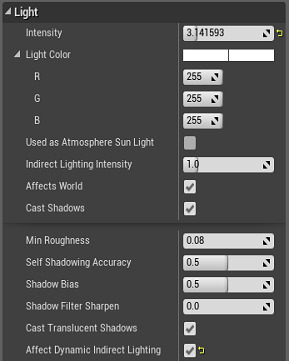 Light
Intensity 3.141593
Light Color
R 255
G 255
B 255
Used as Atmosphere Sun Light
Indirect Lighting Intensity 1.0
Affects World
Cast Shadows
Min Roughness 0.08
Self Shadowing Accuracy 0.5
Shadow Bias 0.5
Shadow Filter Sharpen 0.0
Cast Translucent Shadows
Affect Dynamic Indirect Lighting